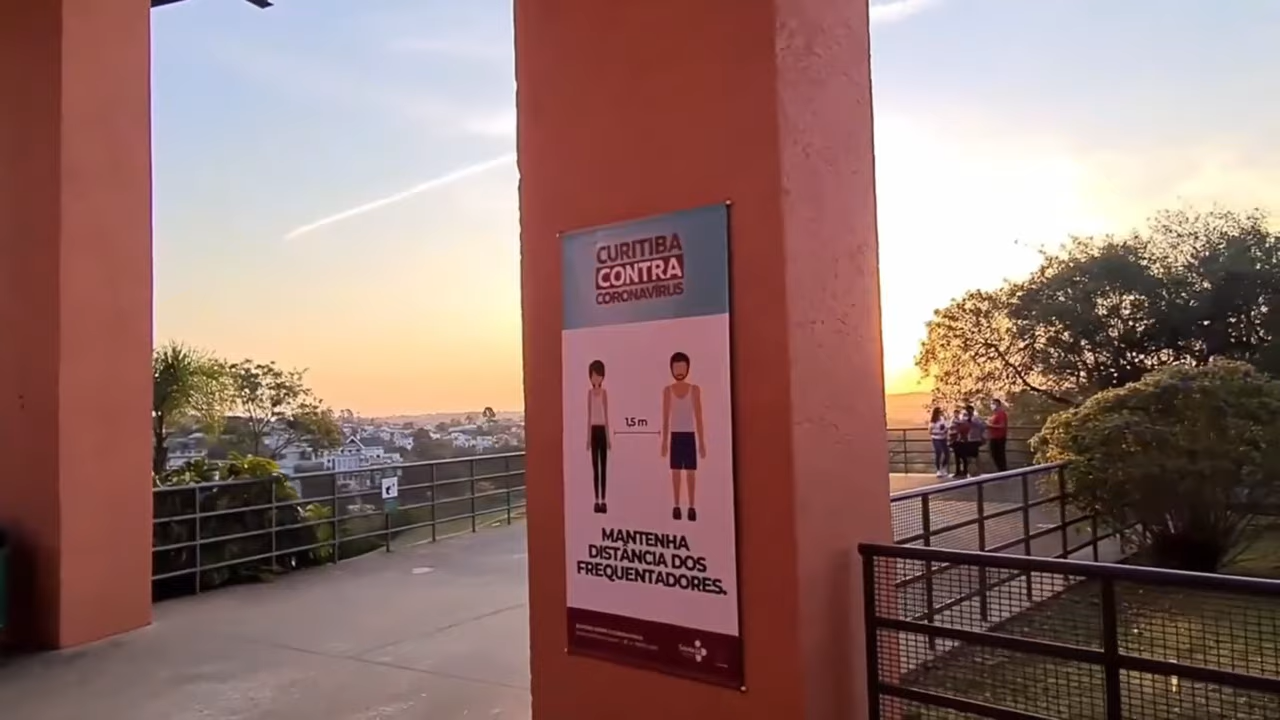 CURITIBA
CONTRA
CORONAVÍRUS
1,5 m
MANTENHA
DISTÂNCIA DOS
FREQUENTADORES.